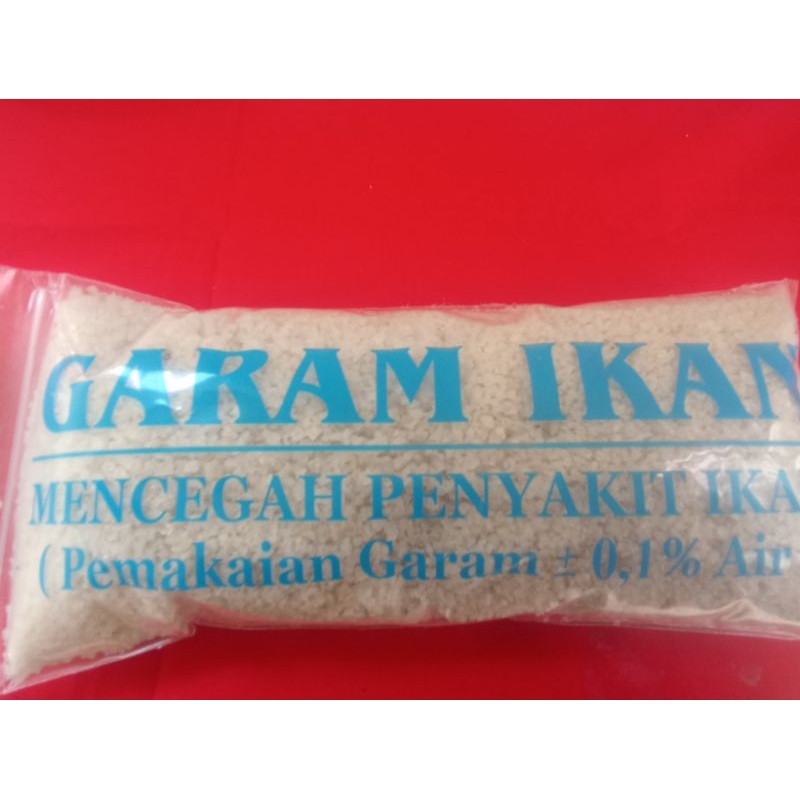 GARAM IKAN
MENCEGAH PENYAKIT IKA
( Pemakaian Garam ± 0,1% Air